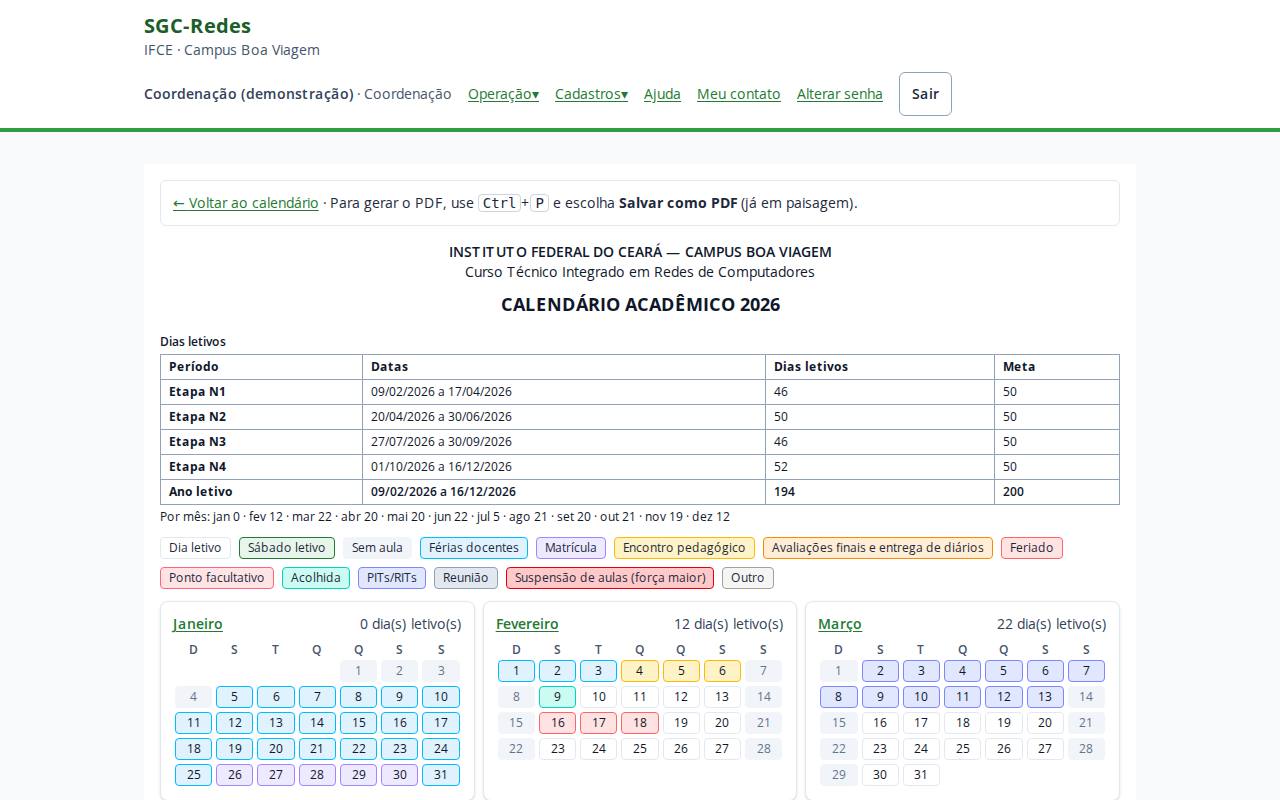 SGC-Redes
IFCE · Campus Boa Viagem
Coordenação (demonstração) · Coordenação Operação▾ Cadastros▾ Ajuda Meu contato Alterar senha Sair
← Voltar ao calendário · Para gerar o PDF, use Ctrl+P e escolha Salvar como PDF (já em paisagem).
INSTITUTO FEDERAL DO CEARÁ — CAMPUS BOA VIAGEM
Curso Técnico Integrado em Redes de Computadores
CALENDÁRIO ACADÊMICO 2026
Dias letivos
Período Datas Dias letivos Meta
Etapa N1 09/02/2026 a 17/04/2026 46 50
Etapa N2 20/04/2026 a 30/06/2026 50 50
Etapa N3 27/07/2026 a 30/09/2026 46 50
Etapa N4 01/10/2026 a 16/12/2026 52 50
Ano letivo 09/02/2026 a 16/12/2026 194 200
Por mês: jan 0 · fev 12 · mar 22 · abr 20 · mai 20 · jun 22 · jul 5 · ago 21 · set 20 · out 21 · nov 19 · dez 12
Dia letivo Sábado letivo Sem aula Férias docentes Matrícula Encontro pedagógico Avaliações finais e entrega de diários Feriado
Ponto facultativo Acolhida PITs/RITs Reunião Suspensão de aulas (força maior) Outro
Janeiro 0 dia(s) letivo(s)
D S T Q Q S S
1 2 3
4 5 6 7 8 9 10
11 12 13 14 15 16 17
18 19 20 21 22 23 24
25 26 27 28 29 30 31
Fevereiro 12 dia(s) letivo(s)
D S T Q Q S S
1 2 3 4 5 6 7
8 9 10 11 12 13 14
15 16 17 18 19 20 21
22 23 24 25 26 27 28
Março 22 dia(s) letivo(s)
D S T Q Q S S
1 2 3 4 5 6 7
8 9 10 11 12 13 14
15 16 17 18 19 20 21
22 23 24 25 26 27 28
29 30 31